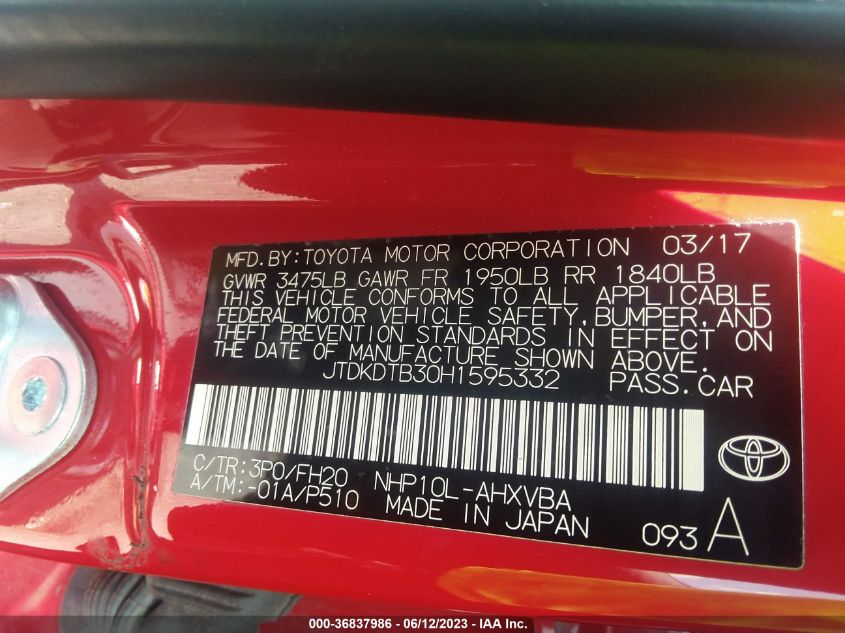 MFD.BY:TOYOTA MOTOR CORPORATION 03/17
GVWR 3475LB GAWR FR 1950LB RR 1840LB
THIS VEHICLE CONFORMS TO ALL APPLICABLE
FEDERAL MOTOR VEHICLE SAFETY, BUMPER, AND
THEFT PREVENTION STANDARDS IN EFFECT ON
THE DATE OF MANUFACTURE SHOWN ABOVE.
JTDKDTB30H1595332 PASS.CAR
C/TR:3P0/FH20 NHP10L-AHXVBA
A/TM:-01A/P510 MADE IN JAPAN 093 A
000-36837986 - 06/12/2023 - IAA Inc.